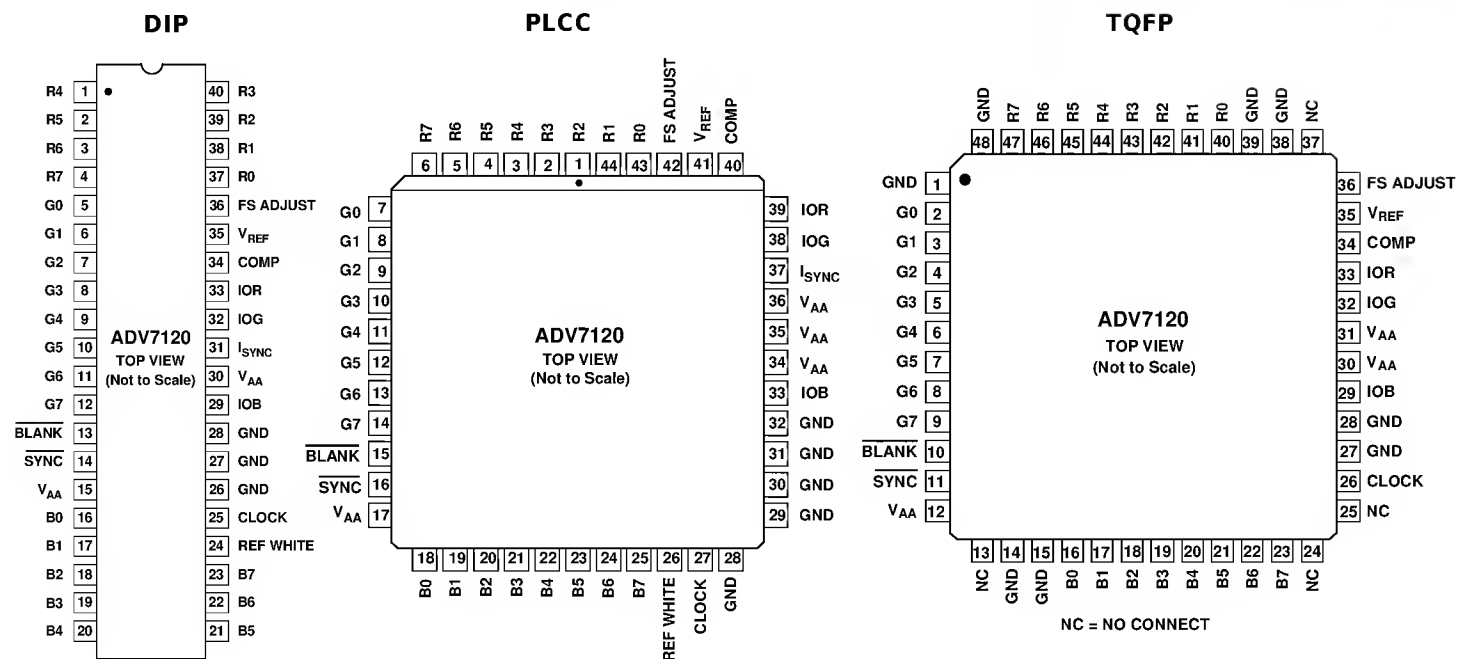 DIP
R4 1 40 R3
R5 2 39 R2
R6 3 38 R1
R7 4 37 R0
G0 5 36 FS ADJUST
G1 6 35 VREF
G2 7 34 COMP
G3 8 33 IOR
G4 9 32 IOG
G5 10 31 ISYNC
G6 11 30 VAA
G7 12 29 IOB
BLANK 13 28 GND
SYNC 14 27 GND
VAA 15 26 GND
B0 16 25 CLOCK
B1 17 24 REF WHITE
B2 18 23 B7
B3 19 22 B6
B4 20 21 B5
ADV7120
TOP VIEW
(Not to Scale)
PLCC
R7 R6 R5 R4 R3 R2 R1 R0 FS ADJUST VREF COMP
6 5 4 3 2 1 44 43 42 41 40
G0 7 39 IOR
G1 8 38 IOG
G2 9 37 ISYNC
G3 10 36 VAA
G4 11 35 VAA
G5 12 34 VAA
G6 13 33 IOB
G7 14 32 GND
BLANK 15 31 GND
SYNC 16 30 GND
VAA 17 29 GND
ADV7120
TOP VIEW
(Not to Scale)
18 19 20 21 22 23 24 25 26 27 28
B0 B1 B2 B3 B4 B5 B6 B7 REF WHITE CLOCK GND
TQFP
GND R7 R6 R5 R4 R3 R2 R1 R0 GND GND NC
48 47 46 45 44 43 42 41 40 39 38 37
GND 1 36 FS ADJUST
G0 2 35 VREF
G1 3 34 COMP
G2 4 33 IOR
G3 5 32 IOG
G4 6 31 VAA
G5 7 30 VAA
G6 8 29 IOB
G7 9 28 GND
BLANK 10 27 GND
SYNC 11 26 CLOCK
VAA 12 25 NC
ADV7120
TOP VIEW
(Not to Scale)
13 14 15 16 17 18 19 20 21 22 23 24
NC GND GND B0 B1 B2 B3 B4 B5 B6 B7 NC
NC = NO CONNECT